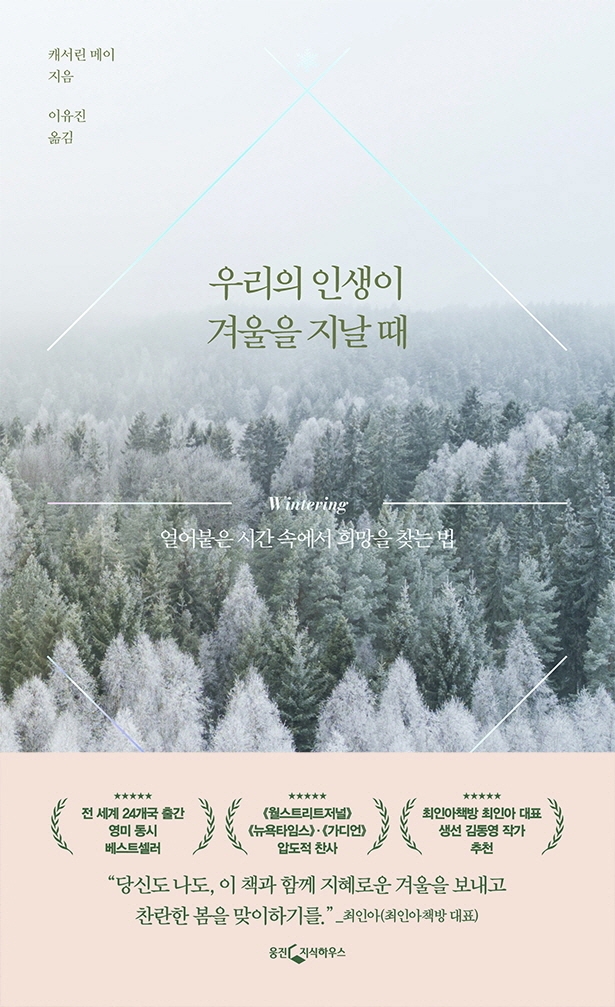 캐서린 메이
지음
이유진
옮김
우리의 인생이
겨울을 지날 때
Wintering
얼어붙은 시간 속에서 희망을 찾는 법
★★★★★
전 세계 24개국 출간
영미 동시
베스트셀러
★★★★★
《월스트리트저널》
《뉴욕타임스》·《가디언》
압도적 찬사
★★★★★
최인아책방 최인아 대표
생선 김동영 작가
추천
“당신도 나도, 이 책과 함께 지혜로운 겨울을 보내고
찬란한 봄을 맞이하기를.” _최인아(최인아책방 대표)
웅진 지식하우스